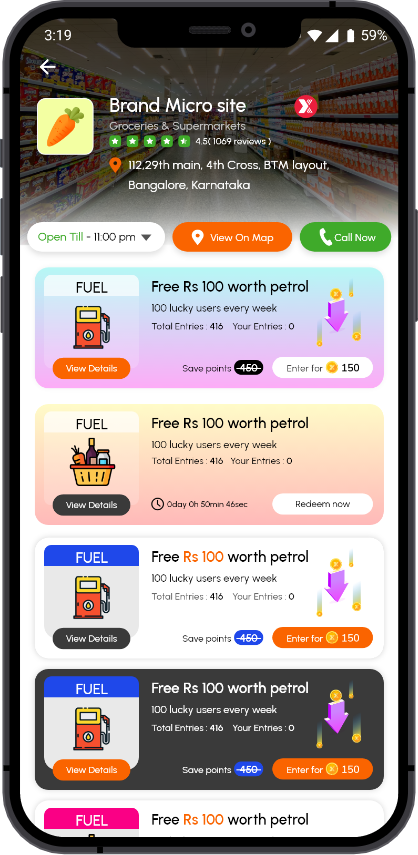 3:19
59%
Brand Micro site
Groceries & Supermarkets
4.5( 1069 reviews )
112,29th main, 4th Cross, BTM layout,
Bangalore, Karnataka
Open Till - 11:00 pm
View On Map
Call Now
FUEL
Free Rs 100 worth petrol
100 lucky users every week
Total Entries : 416 Your Entries : 0
View Details
Save points 450
Enter for 150
FUEL
Free Rs 100 worth petrol
100 lucky users every week
Total Entries : 416 Your Entries : 0
View Details
0day 0h 50min 46sec
Redeem now
FUEL
Free Rs 100 worth petrol
100 lucky users every week
Total Entries : 416 Your Entries : 0
View Details
Save points 450
Enter for 150
FUEL
Free Rs 100 worth petrol
100 lucky users every week
Total Entries : 416 Your Entries : 0
View Details
Save points 450
Enter for 150
FUEL
Free Rs 100 worth petrol